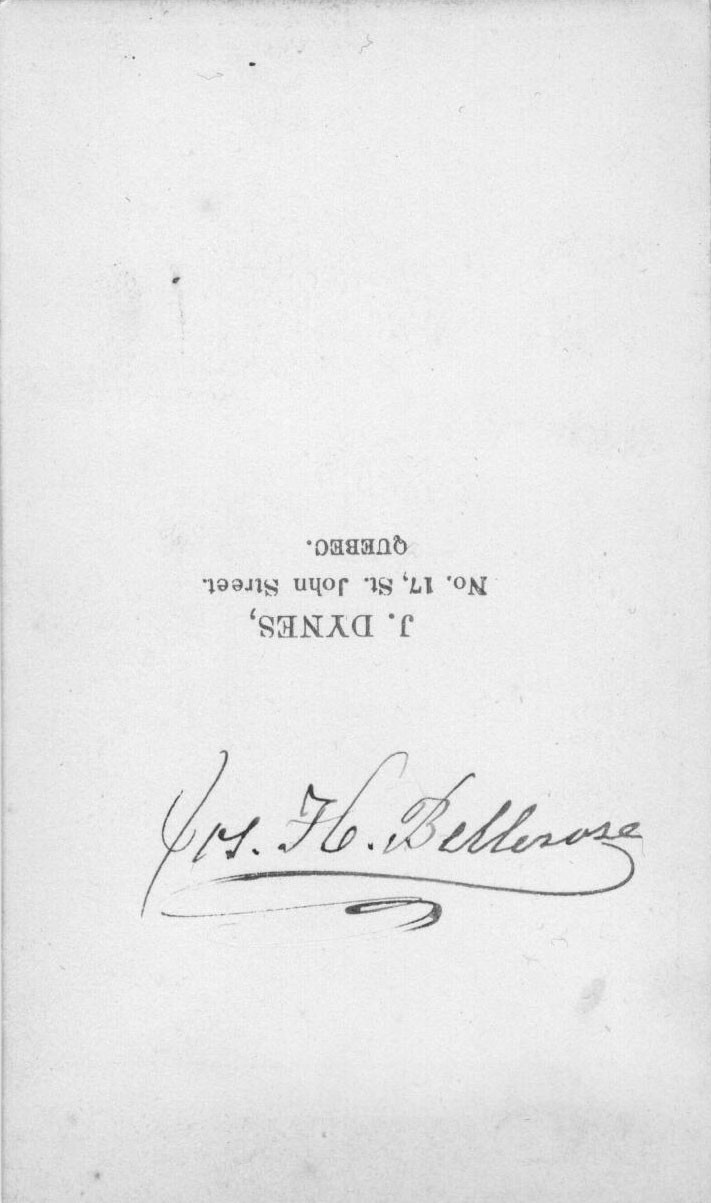 J. DYNES,
No. 17, St. John Street.
QUEBEC.
Jos. H. Bellerose